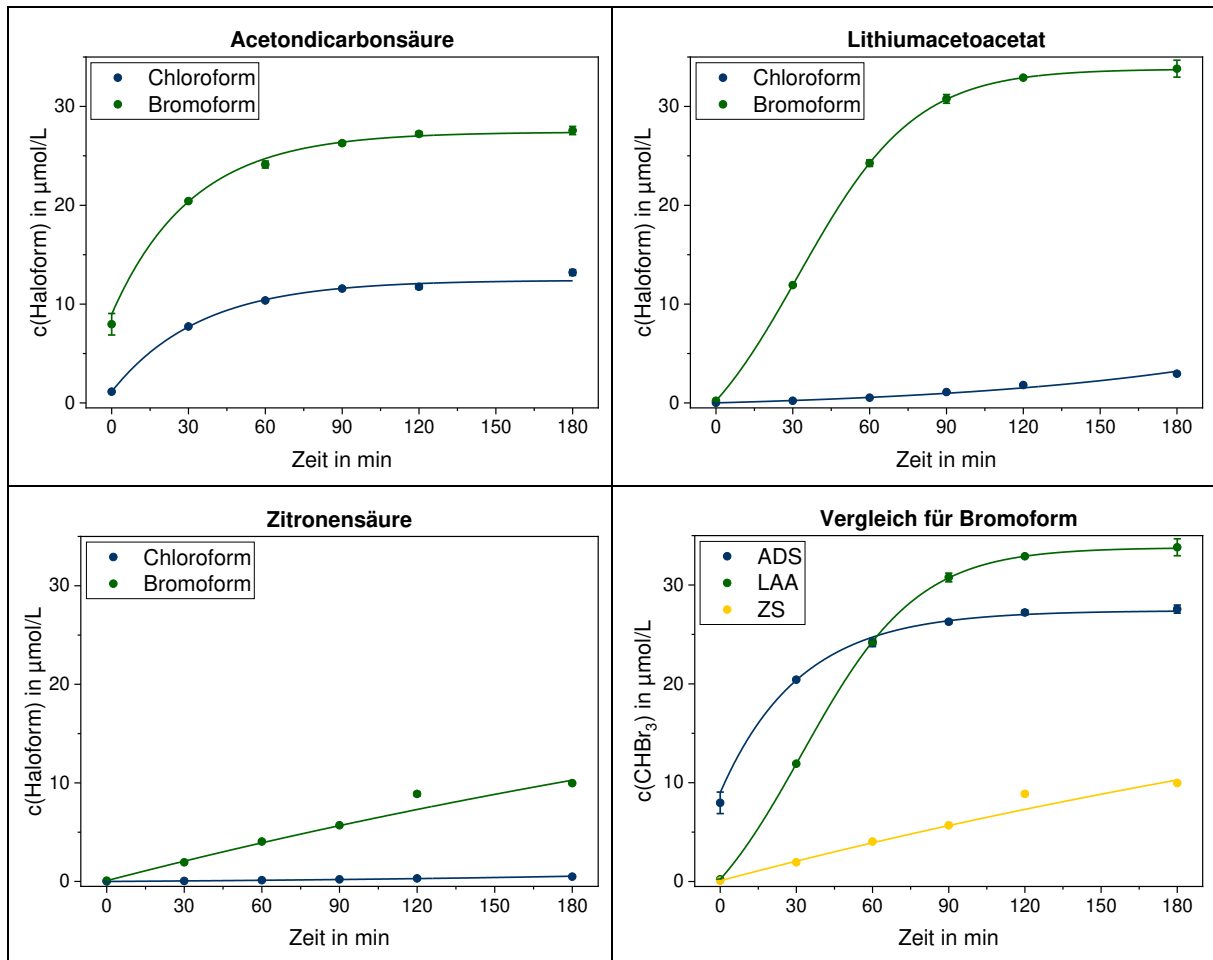 Acetondicarbonsäure
Chloroform
Bromoform
c(Haloform) in µmol/L
30
20
10
0
0 30 60 90 120 150 180
Zeit in min
Lithiumacetoacetat
Chloroform
Bromoform
c(Haloform) in µmol/L
30
20
10
0
0 30 60 90 120 150 180
Zeit in min
Zitronensäure
Chloroform
Bromoform
c(Haloform) in µmol/L
30
20
10
0
0 30 60 90 120 150 180
Zeit in min
Vergleich für Bromoform
ADS
LAA
ZS
c(CHBr₃) in µmol/L
30
20
10
0
0 30 60 90 120 150 180
Zeit in min